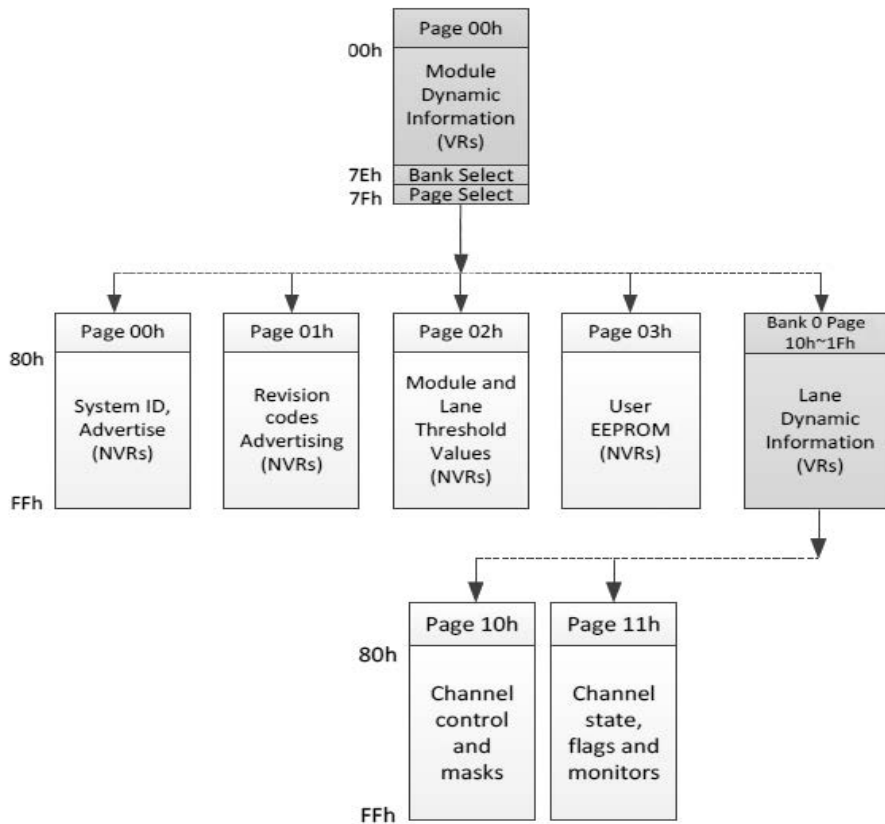 Page 00h
00h
Module
Dynamic
Information
(VRs)
7Eh
Bank Select
7Fh
Page Select
Page 00h
Page 01h
Page 02h
Page 03h
Bank 0 Page
10h~1Fh
80h
System ID,
Advertise
(NVRs)
Revision
codes
Advertising
(NVRs)
Module and
Lane
Threshold
Values
(NVRs)
User
EEPROM
(NVRs)
Lane
Dynamic
Information
(VRs)
FFh
Page 10h
Page 11h
80h
Channel
control
and
masks
Channel
state,
flags and
monitors
FFh